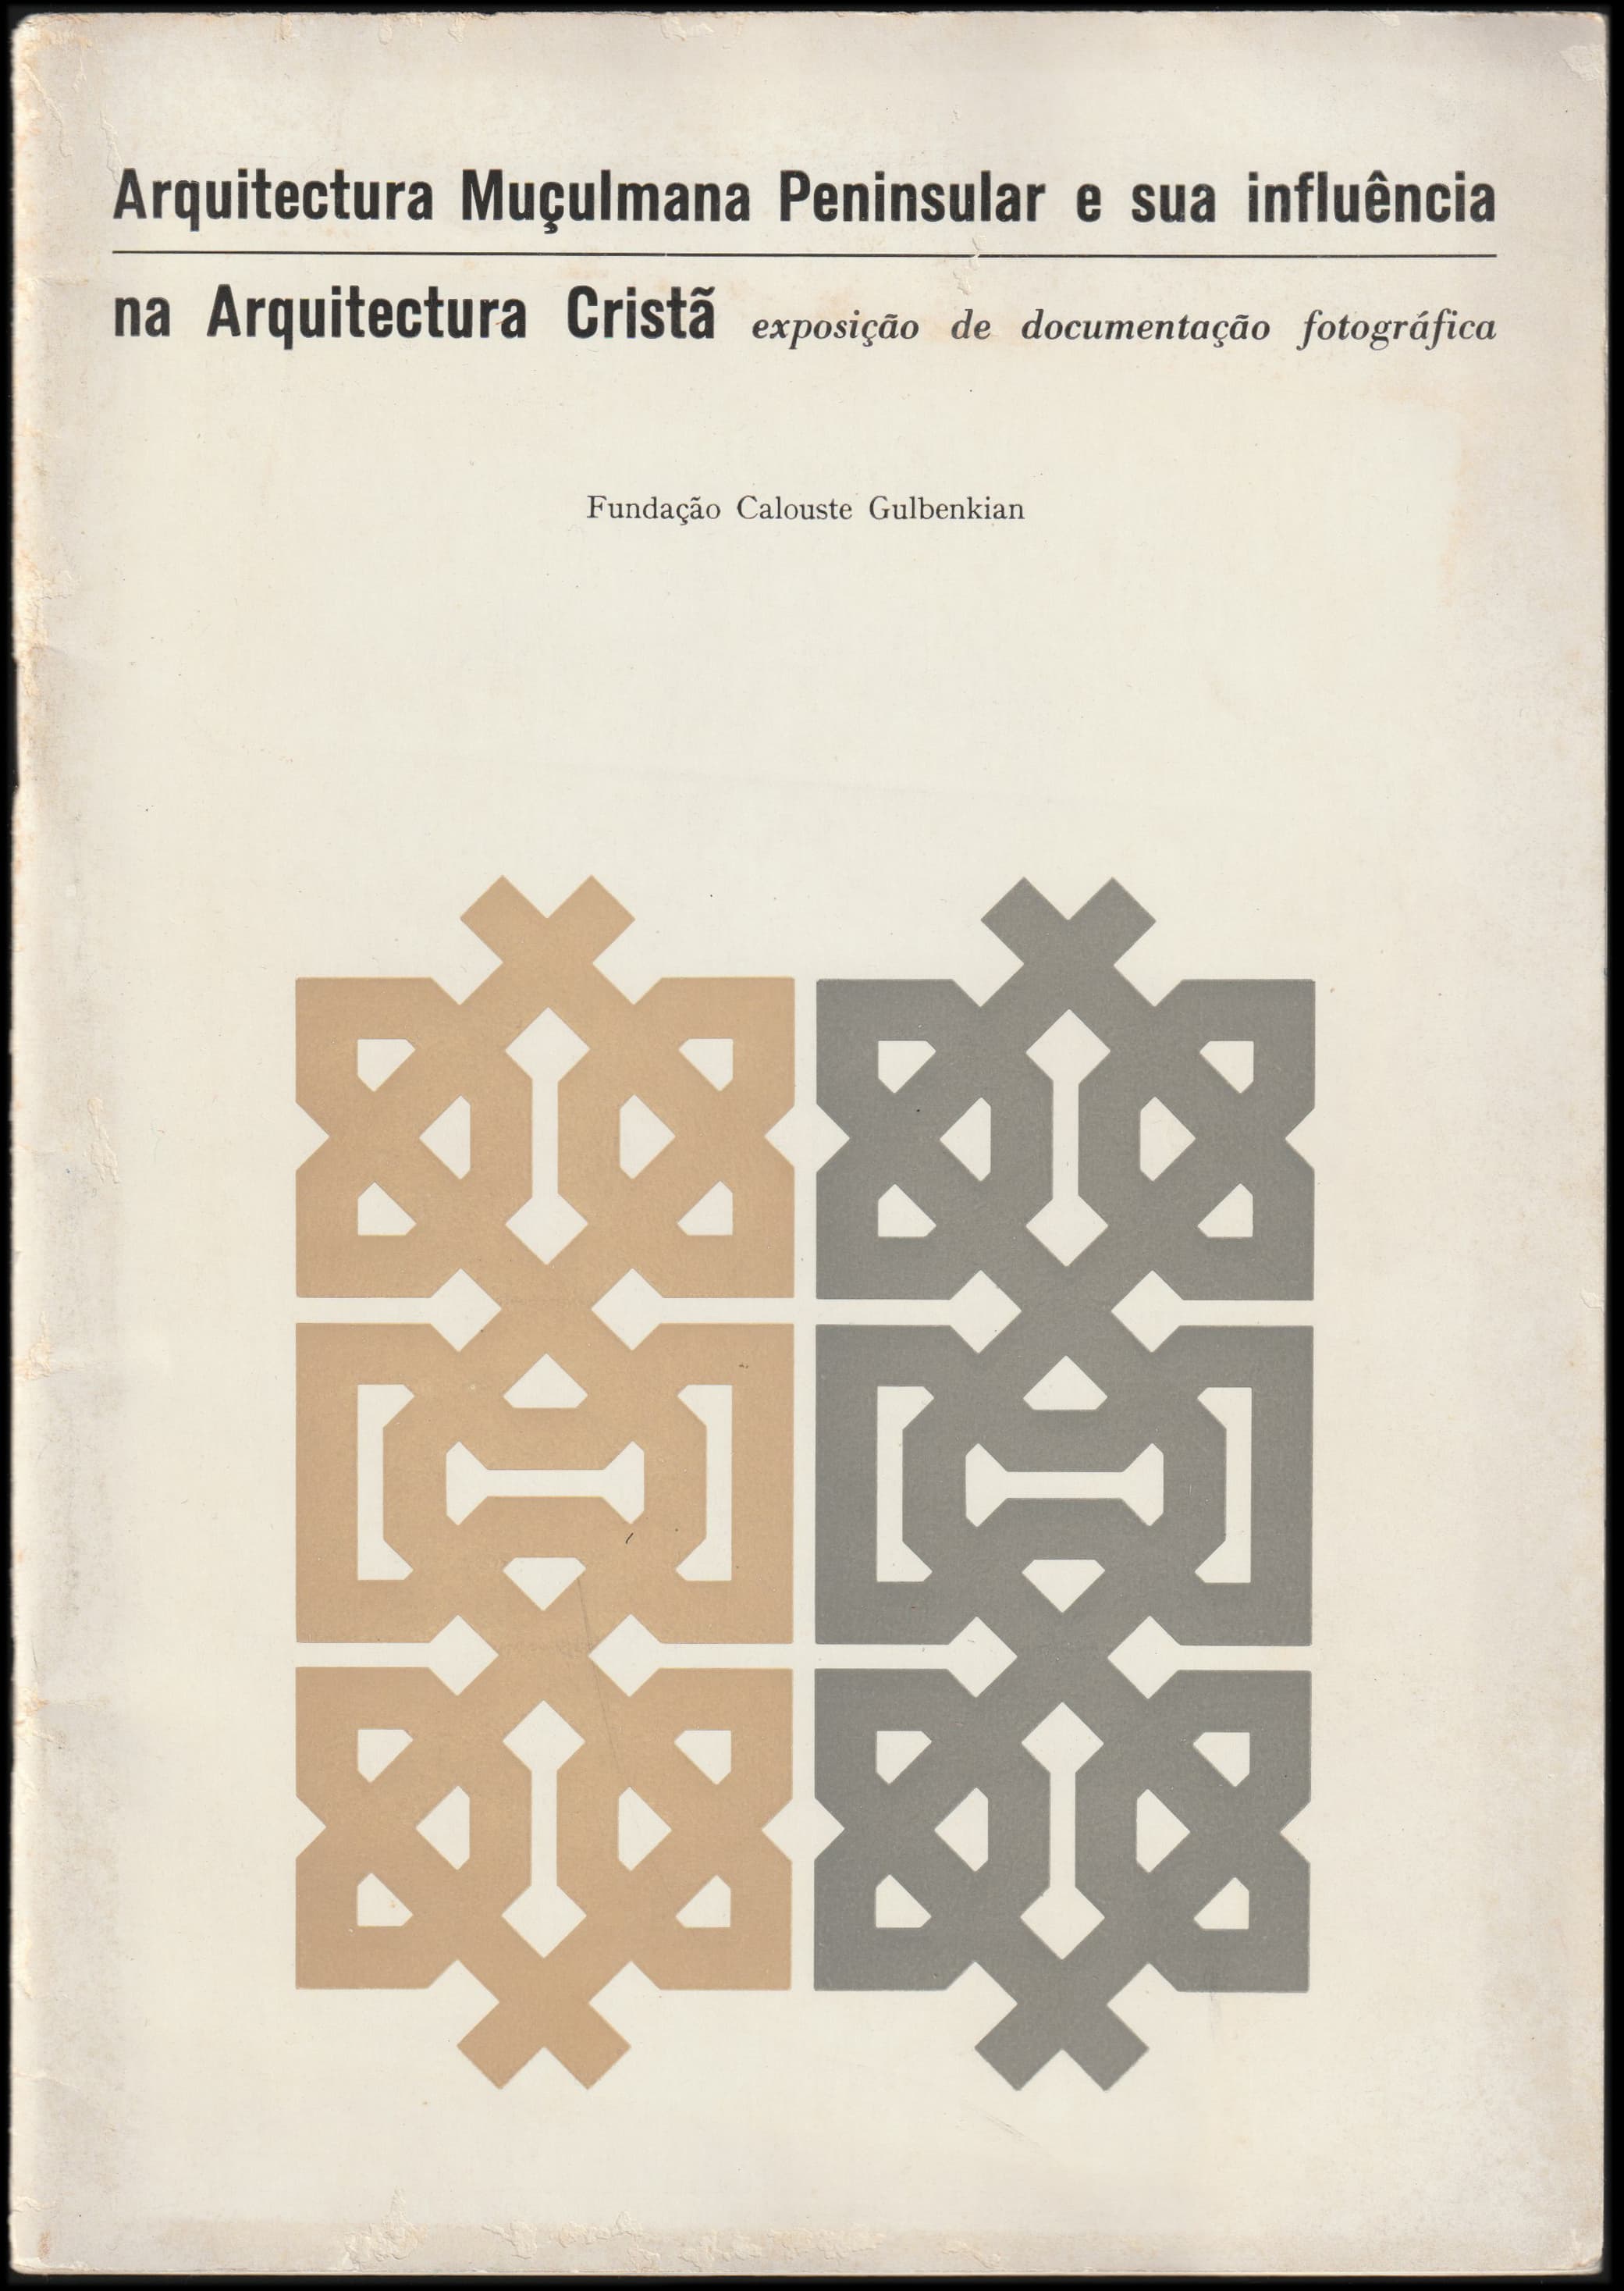 Arquitectura Muçulmana Peninsular e sua influência
na Arquitectura Cristã exposição de documentação fotográfica
Fundação Calouste Gulbenkian